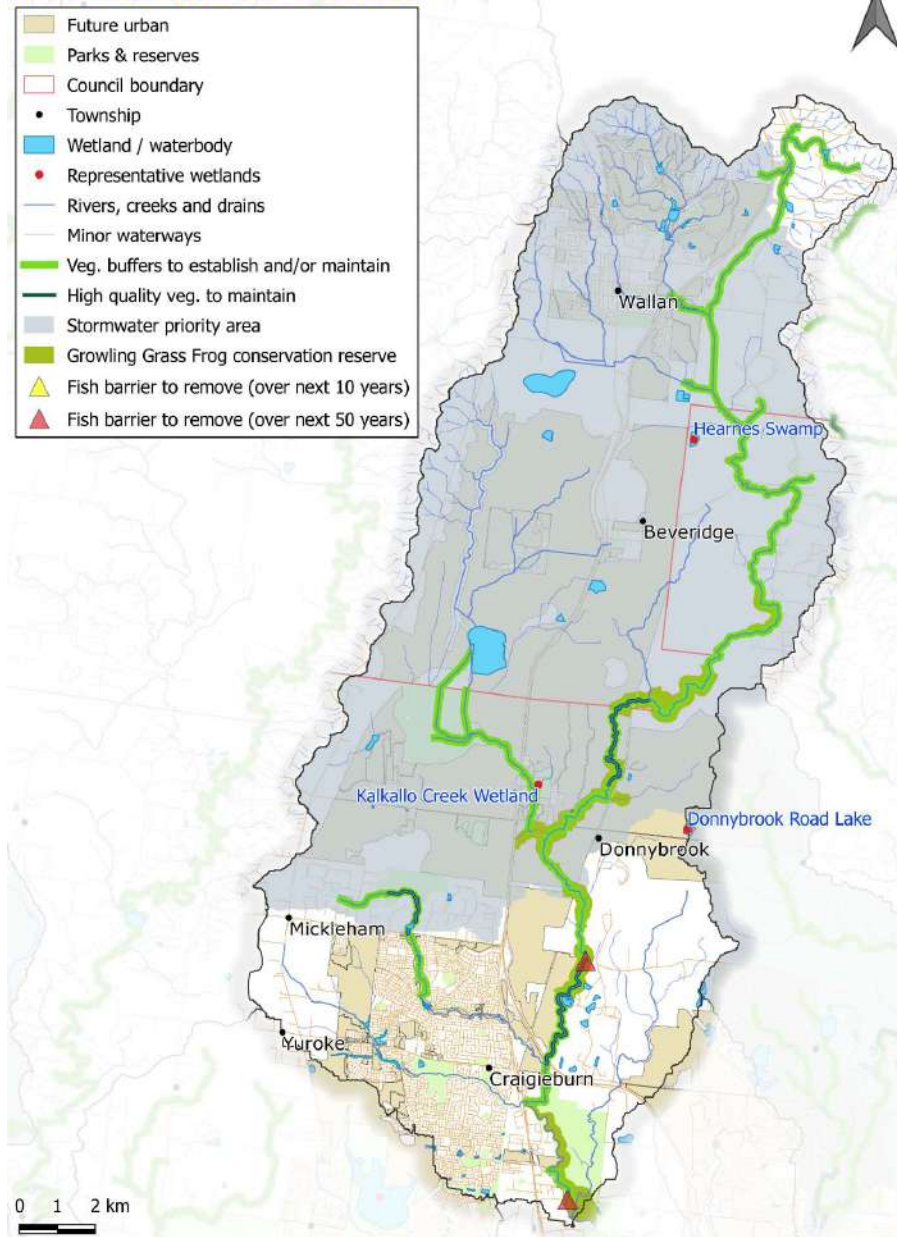 Future urban
Parks & reserves
Council boundary
Township
Wetland / waterbody
Representative wetlands
Rivers, creeks and drains
Minor waterways
Veg. buffers to establish and/or maintain
High quality veg. to maintain
Stormwater priority area
Growling Grass Frog conservation reserve
Fish barrier to remove (over next 10 years)
Fish barrier to remove (over next 50 years)
Wallan
Hearnes Swamp
Beveridge
Kalkallo Creek Wetland
Donnybrook Road Lake
Donnybrook
Mickleham
Yuroke
Craigieburn
0 1 2 km